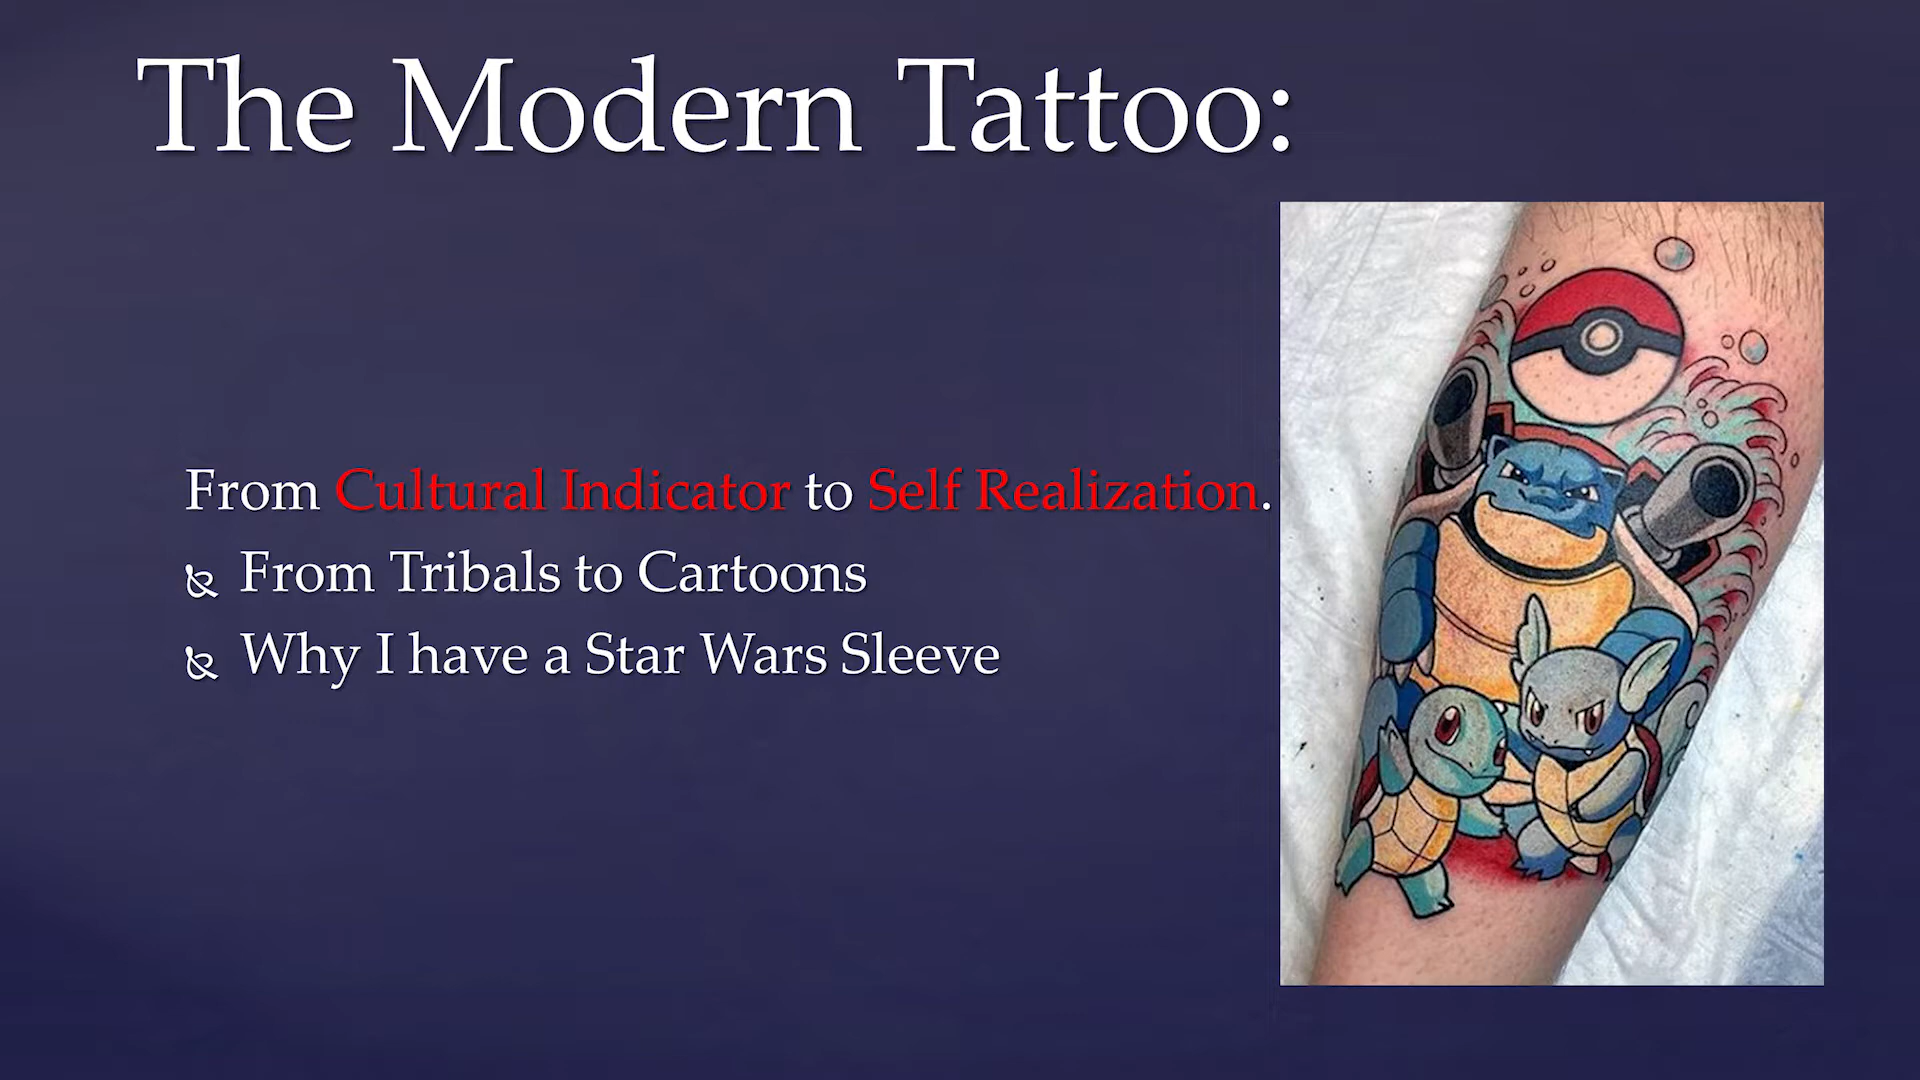 The Modern Tattoo:
From Cultural Indicator to Self Realization.
From Tribals to Cartoons
Why I have a Star Wars Sleeve